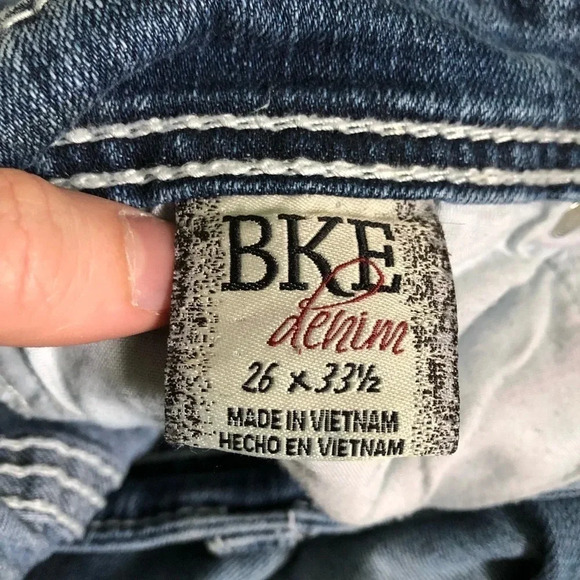 BKE
denim
26 x 33½
MADE IN VIETNAM
HECHO EN VIETNAM